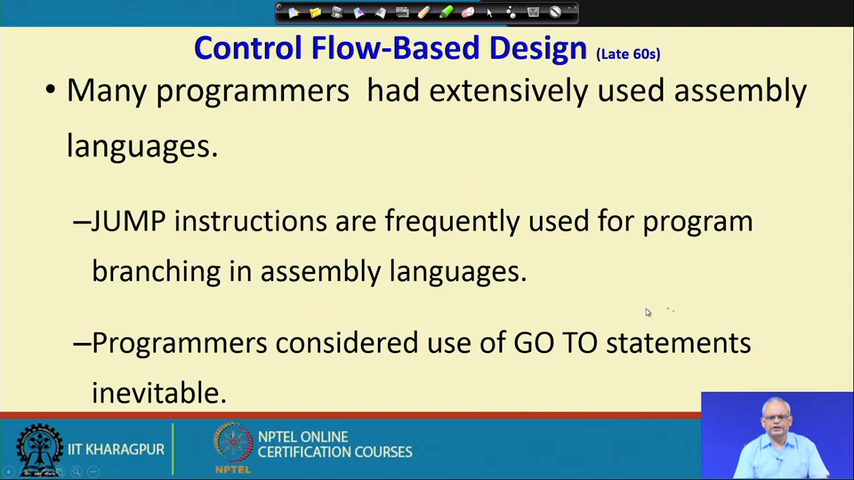 Control Flow-Based Design (Late 60s)
• Many programmers had extensively used assembly
languages.
–JUMP instructions are frequently used for program
branching in assembly languages.
–Programmers considered use of GO TO statements
inevitable.
IIT KHARAGPUR
NPTEL
NPTEL ONLINE
CERTIFICATION COURSES